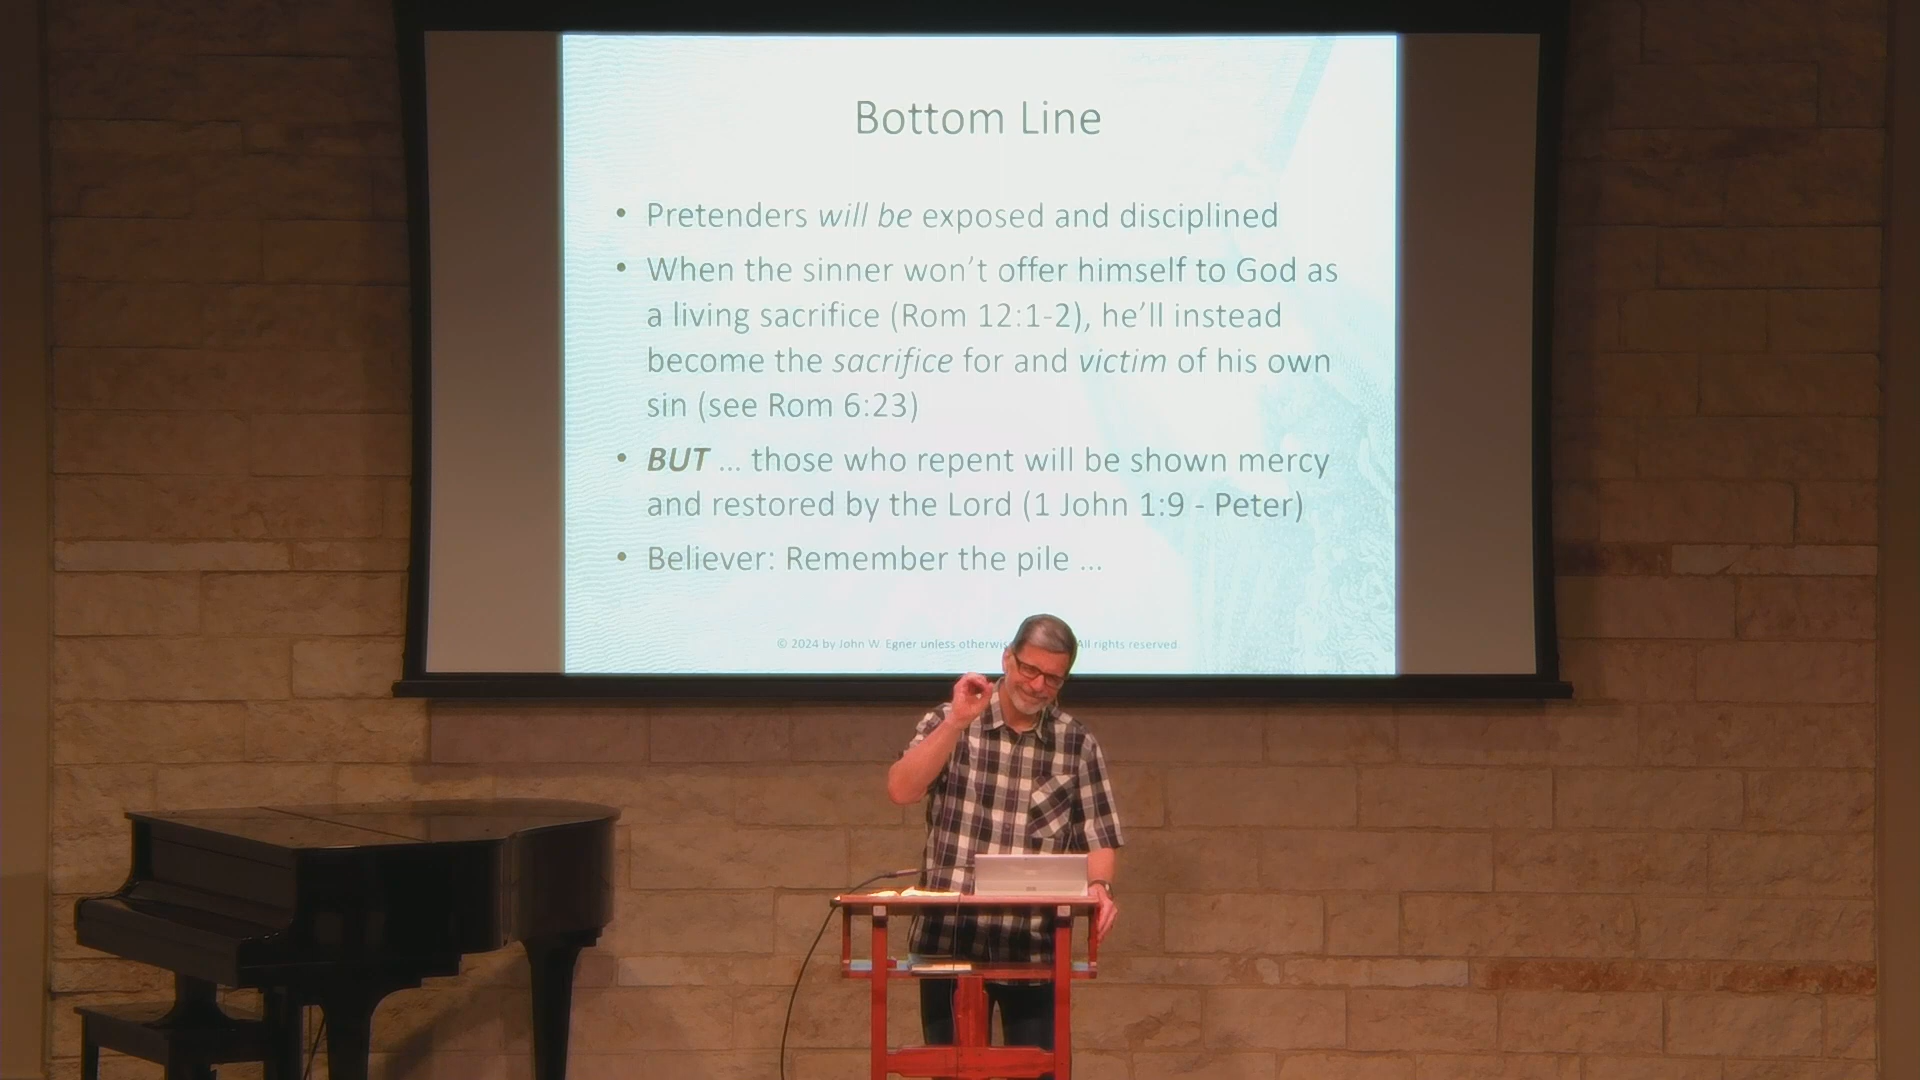 Bottom Line
• Pretenders will be exposed and disciplined
• When the sinner won't offer himself to God as
a living sacrifice (Rom 12:1-2), he'll instead
become the sacrifice for and victim of his own
sin (see Rom 6:23)
• BUT ... those who repent will be shown mercy
and restored by the Lord (1 John 1:9 - Peter)
• Believer: Remember the pile ...
© 2024 by John W. Egner unless All rights reserved